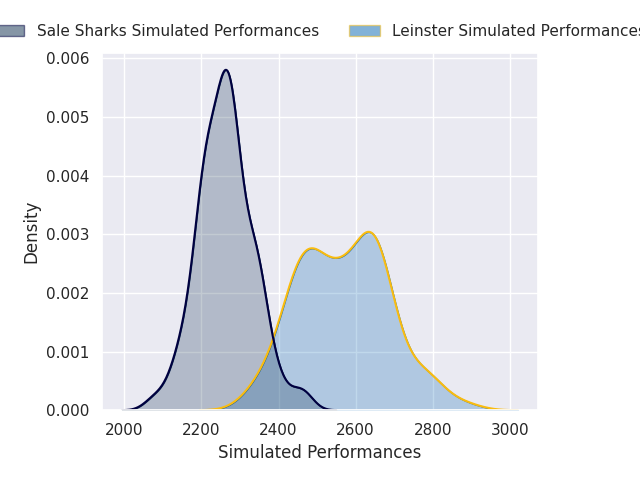 Sale Sharks Simulated Performances
Leinster Simulated Performances
0.006
0.005
0.004
0.003
0.002
0.001
0.000
Density
2000 2200 2400 2600 2800 3000
Simulated Performances